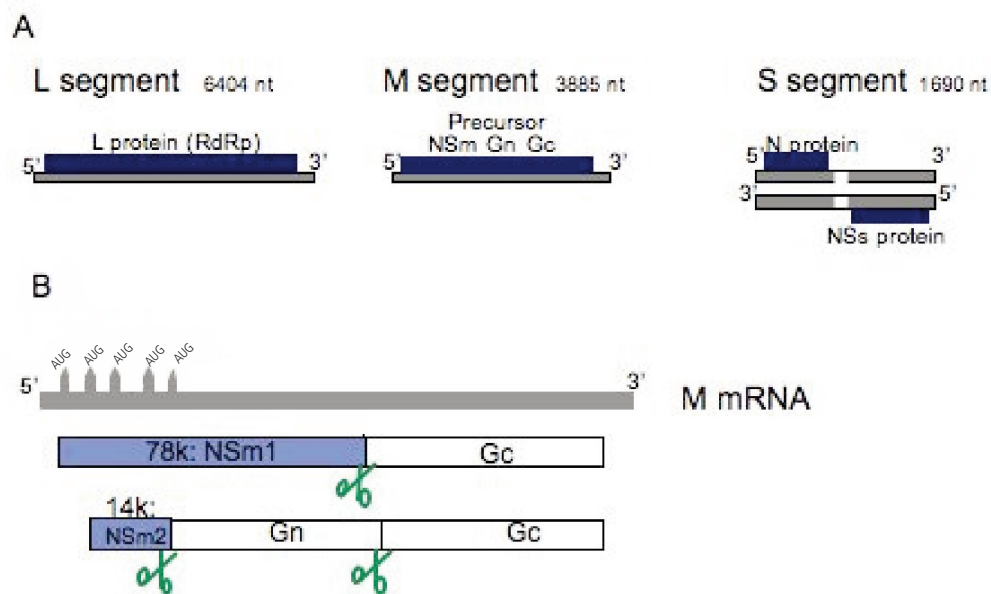 A
L segment 6404 nt
M segment 3885 nt
S segment 1690 nt
L protein (RdRp)
5’ 3’
Precursor
NSm Gn Gc
5’ 3’
N protein
5’ 3’
3’ 5’
NSs protein
B
AUG AUG AUG AUG AUG
5’ 3’
M mRNA
78k: NSm1 Gc
14k:
NSm2 Gn Gc